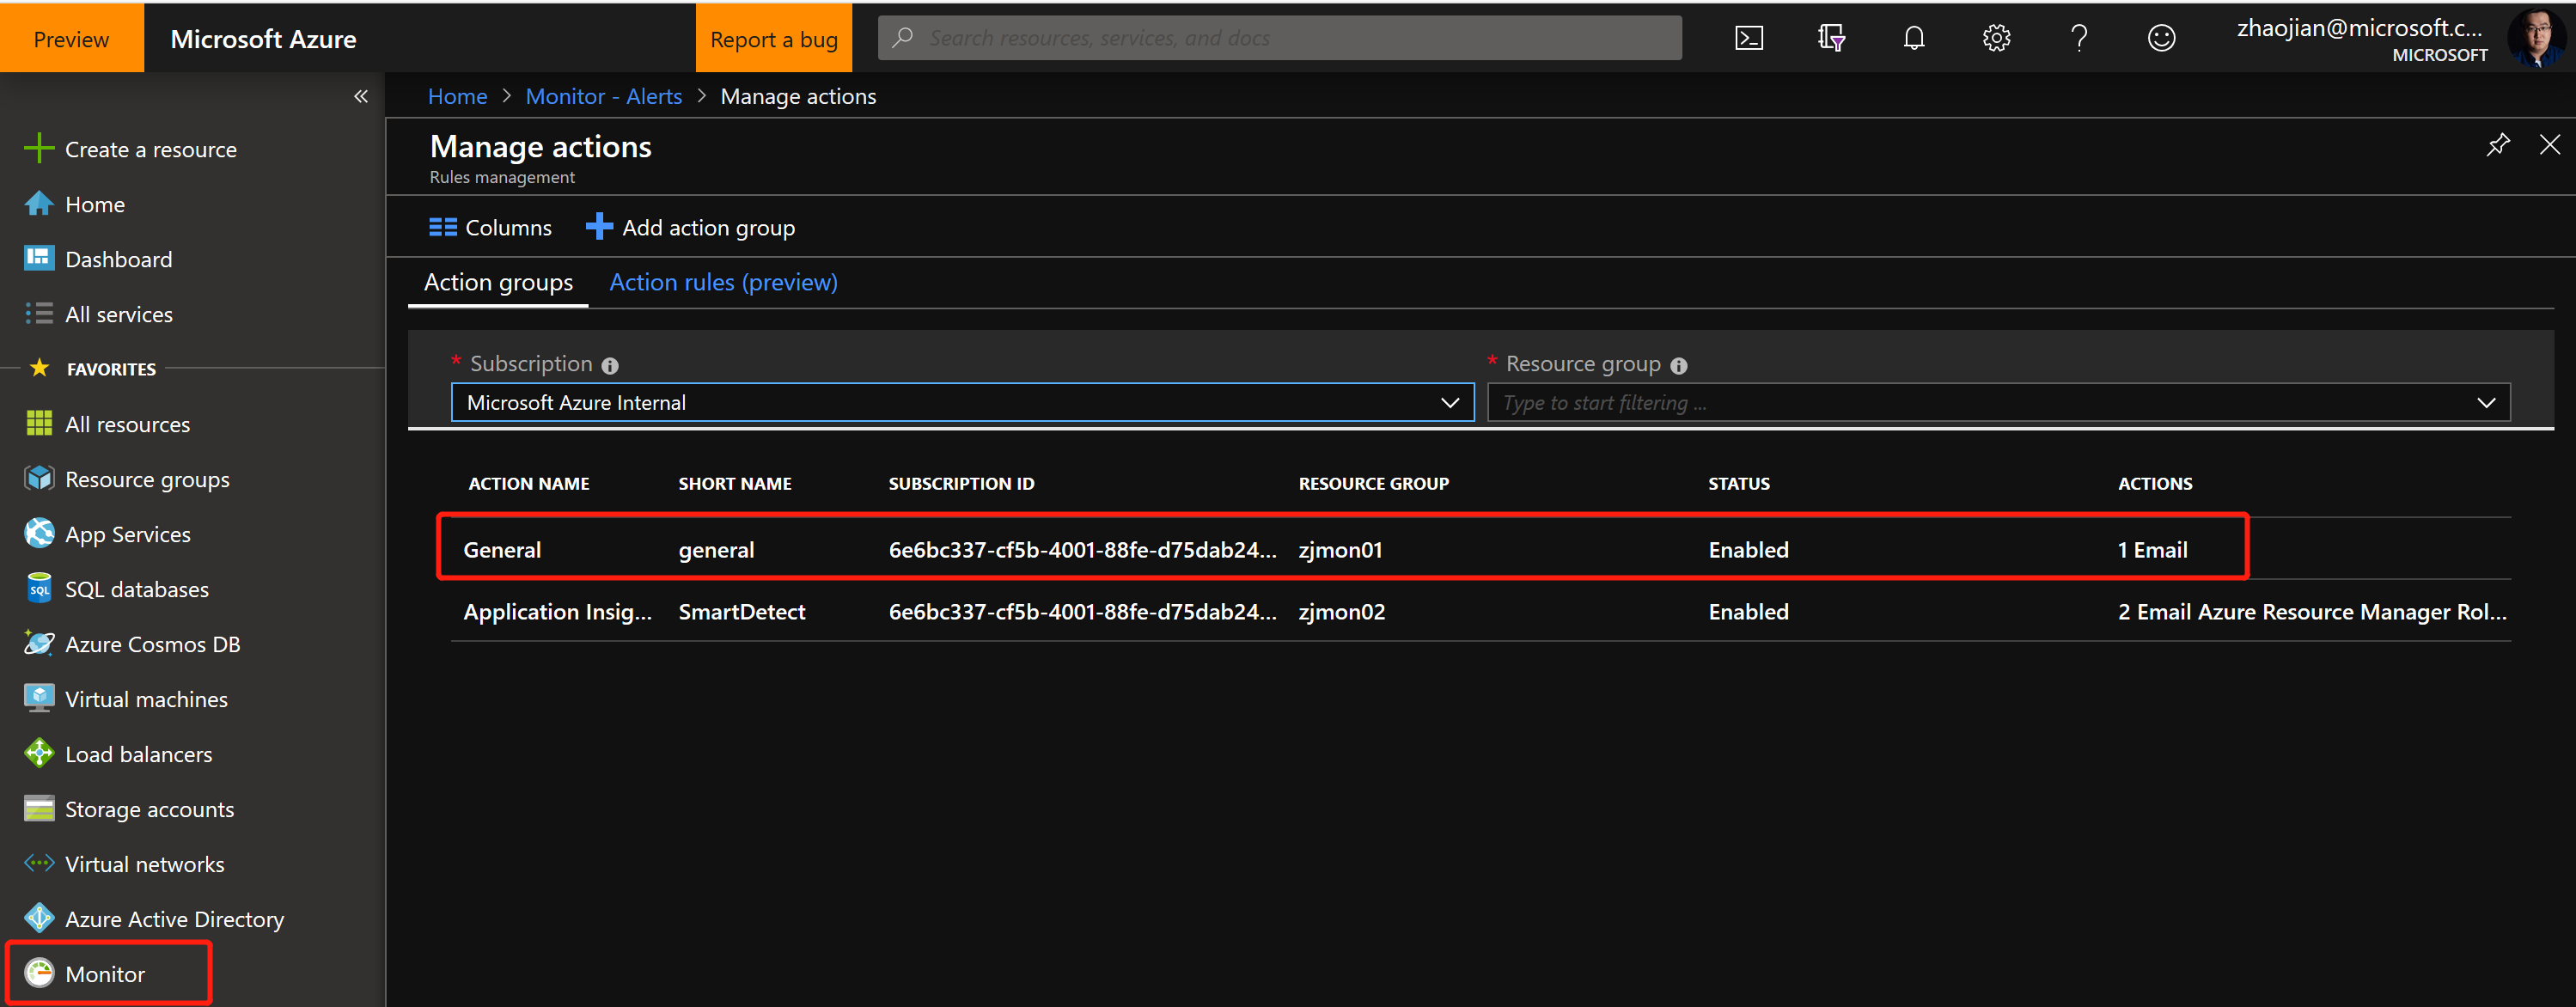 Preview
Microsoft Azure
Report a bug
Search resources, services, and docs
zhaojian@microsoft.c...
MICROSOFT
Home > Monitor - Alerts > Manage actions
Create a resource
Home
Dashboard
All services
FAVORITES
All resources
Resource groups
App Services
SQL databases
Azure Cosmos DB
Virtual machines
Load balancers
Storage accounts
Virtual networks
Azure Active Directory
Monitor
Manage actions
Rules management
Columns Add action group
Action groups Action rules (preview)
* Subscription * Resource group
Microsoft Azure Internal Type to start filtering ...
ACTION NAME SHORT NAME SUBSCRIPTION ID RESOURCE GROUP STATUS ACTIONS
General general 6e6bc337-cf5b-4001-88fe-d75dab24... zjmon01 Enabled 1 Email
Application Insig... SmartDetect 6e6bc337-cf5b-4001-88fe-d75dab24... zjmon02 Enabled 2 Email Azure Resource Manager Rol...